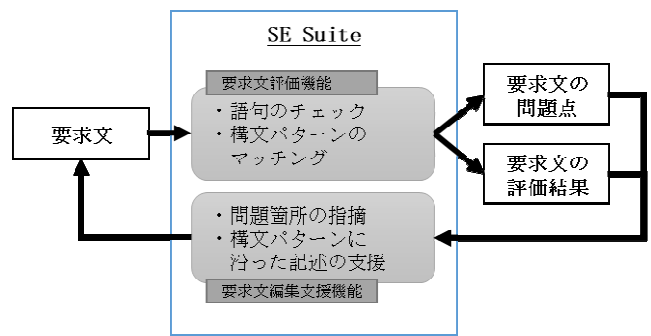 SE Suite
要求文評価機能
・語句のチェック
・構文パターンの
マッチング
要求文
要求文の
問題点
要求文の
評価結果
・問題箇所の指摘
・構文パターンに
沿った記述の支援
要求文編集支援機能